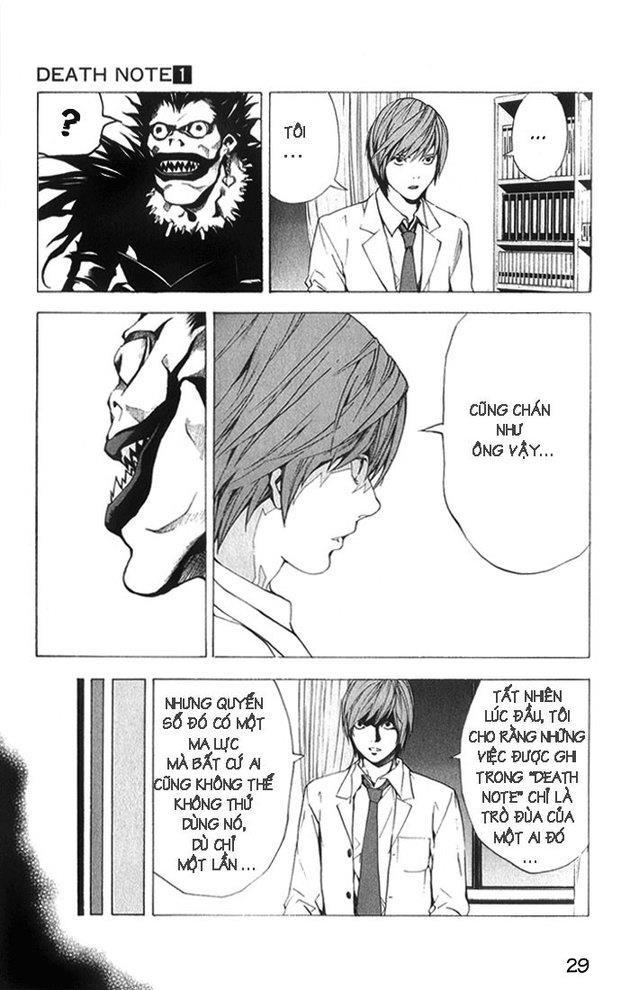 DEATH NOTE 1
...
TÔI
...
?
CŨNG CHÁN
NHƯ
ÔNG VẬY...
TẤT NHIÊN
LÚC ĐẦU, TÔI
CHO RẰNG NHỮNG
VIỆC ĐƯỢC GHI
TRONG "DEATH
NOTE" CHỈ LÀ
TRÒ ĐÙA CỦA
MỘT AI ĐÓ
...
NHƯNG QUYỂN
SỔ ĐÓ CÓ MỘT
MA LỰC
MÀ BẤT CỨ AI
CŨNG KHÔNG THỂ
KHÔNG THỬ
DÙNG NÓ,
DÙ CHỈ
MỘT LẦN ...
29